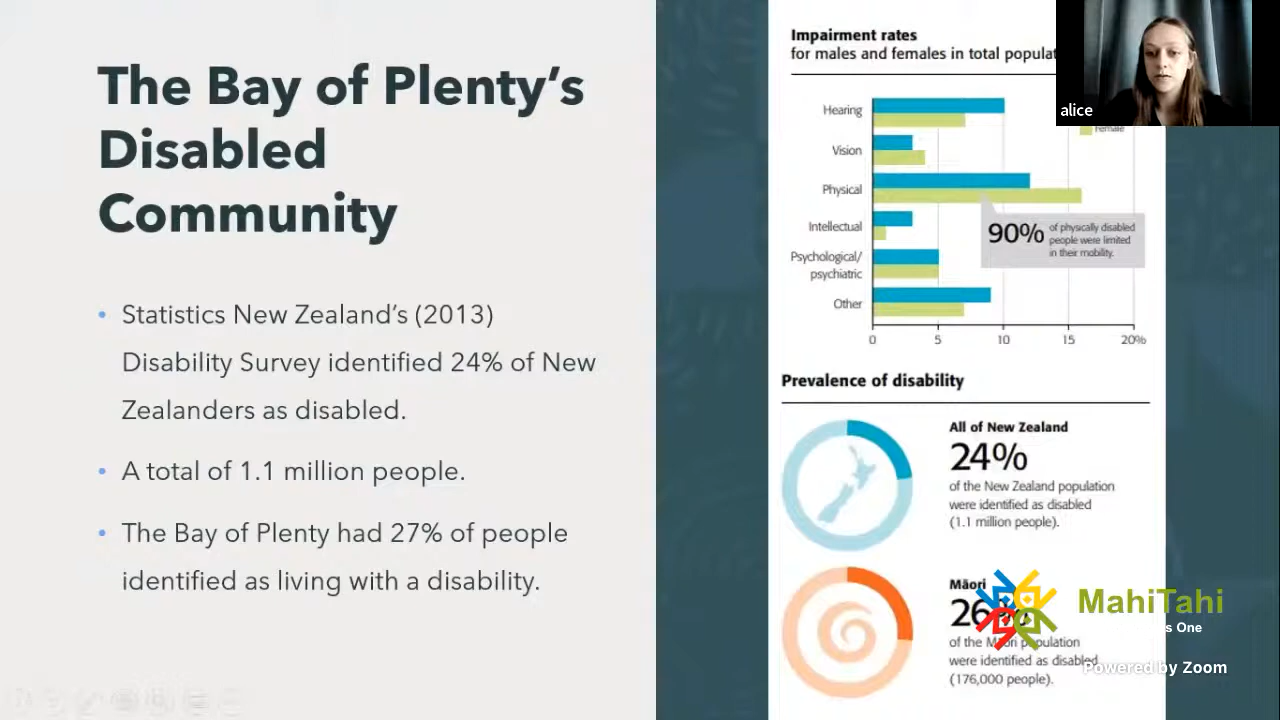 The Bay of Plenty's
Disabled
Community
• Statistics New Zealand's (2013)
Disability Survey identified 24% of New
Zealanders as disabled.
• A total of 1.1 million people.
• The Bay of Plenty had 27% of people
identified as living with a disability.
Impairment rates
for males and females in total
alice
Female
Hearing
Vision
Physical
Intellectual
Psychological/
psychiatric
Other
90% of physically disabled
people were limited
in their mobility.
0 5 10 15 20%
Prevalence of disability
All of New Zealand
24%
of the New Zealand population
were identified as disabled
(1.1 million people).
Māori
26%
of the Māori population
were identified as disabled
(176,000 people).
MahiTahi
s One
Powered by Zoom